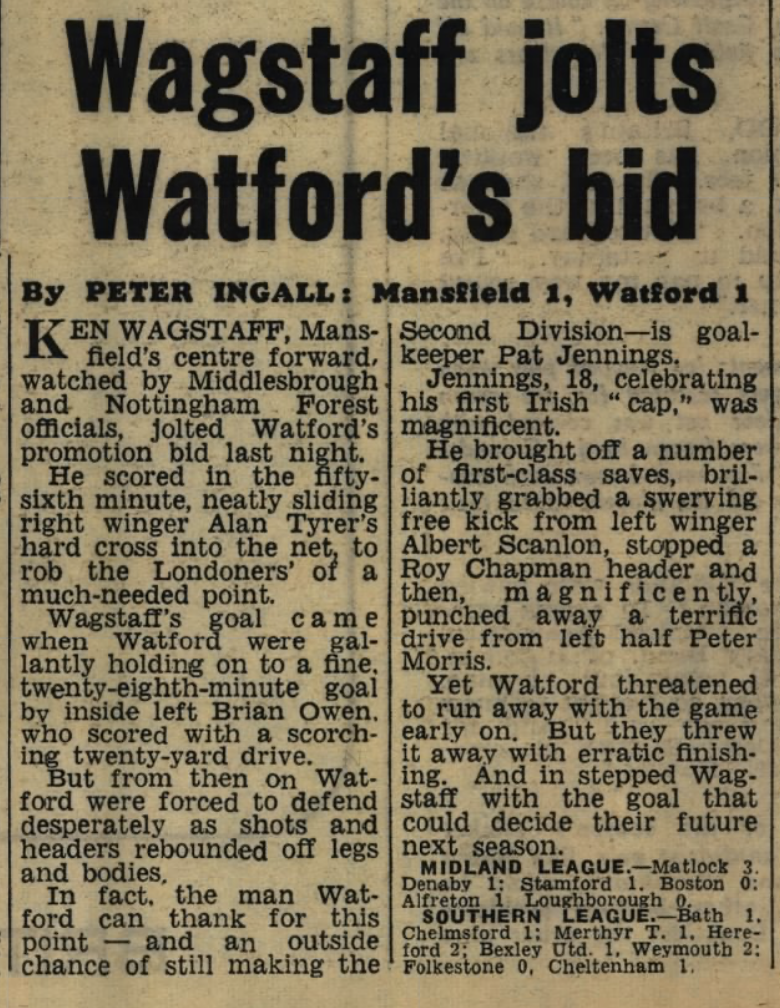 Wagstaff jolts
Watford's bid
By PETER INGALL: Mansfield 1, Watford 1
KEN WAGSTAFF, Mans-
field's centre forward,
watched by Middlesbrough
and Nottingham Forest
officials, jolted Watford's
promotion bid last night.
He scored in the fifty-
sixth minute, neatly sliding
right winger Alan Tyrer's
hard cross into the net, to
rob the Londoners' of a
much-needed point.
Wagstaff's goal came
when Watford were gal-
lantly holding on to a fine,
twenty-eighth-minute goal
by inside left Brian Owen,
who scored with a scorch-
ing twenty-yard drive.
But from then on Wat-
ford were forced to defend
desperately as shots and
headers rebounded off legs
and bodies.
In fact, the man Wat-
ford can thank for this
point — and an outside
chance of still making the
Second Division—is goal-
keeper Pat Jennings.
Jennings, 18, celebrating
his first Irish "cap," was
magnificent.
He brought off a number
of first-class saves, bril-
liantly grabbed a swerving
free kick from left winger
Albert Scanlon, stopped a
Roy Chapman header and
then, magnificently,
punched away a terrific
drive from left half Peter
Morris.
Yet Watford threatened
to run away with the game
early on. But they threw
it away with erratic finish-
ing. And in stepped Wag-
staff with the goal that
could decide their future
next season.
MIDLAND LEAGUE.—Matlock 3,
Denaby 1; Stamford 1, Boston 0;
Alfreton 1 Loughborough 0.
SOUTHERN LEAGUE.—Bath 1,
Chelmsford 1; Merthyr T. 1, Here-
ford 2; Bexley Utd. 1, Weymouth 2;
Folkestone 0, Cheltenham 1.